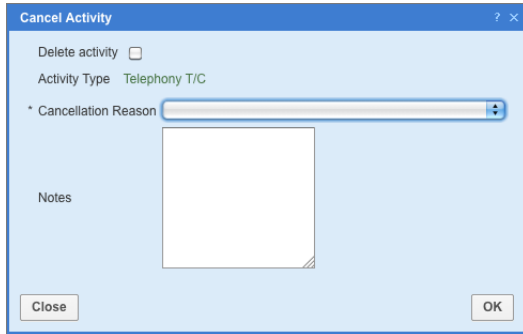 Cancel Activity ? ×
Delete activity
Activity Type Telephony T/C
* Cancellation Reason
Notes
Close OK